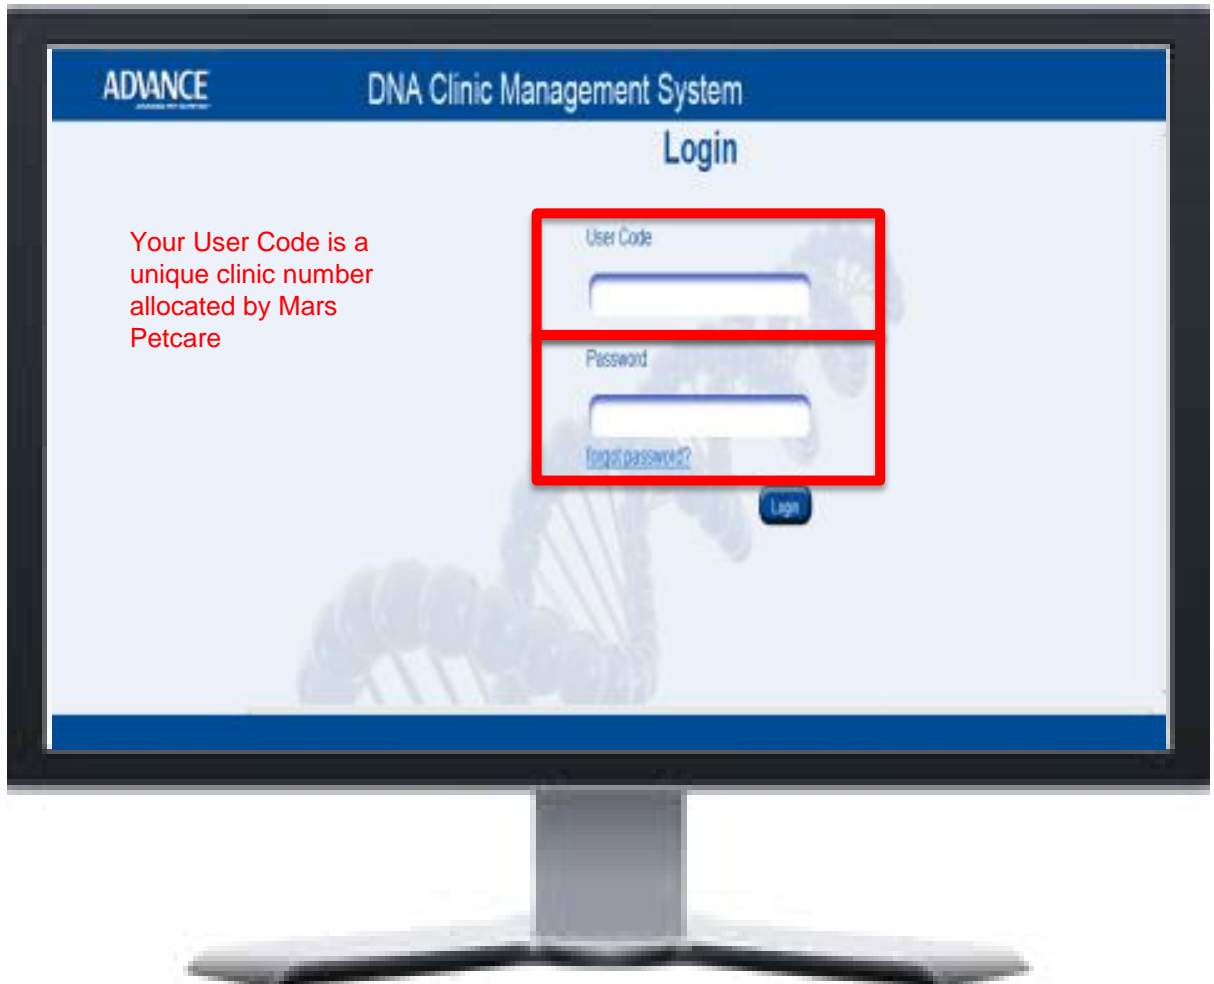 ADVANCE
DNA Clinic Management System
Login
Your User Code is a
unique clinic number
allocated by Mars
Petcare
User Code
Password
forgot password?
Login